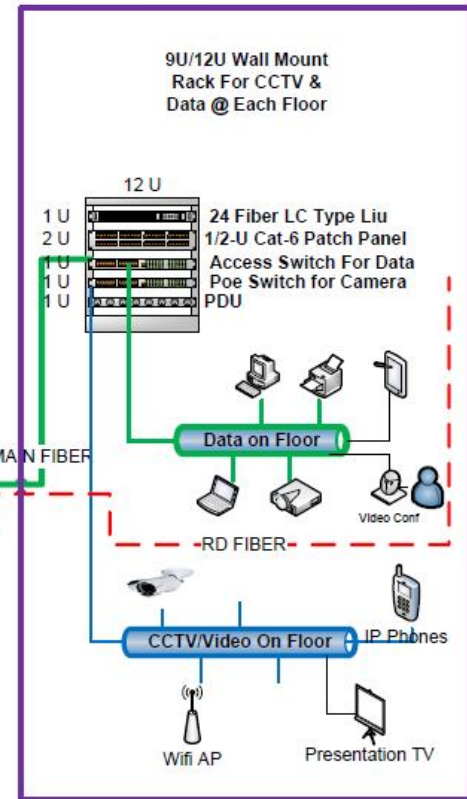 9U/12U Wall Mount
Rack For CCTV &
Data @ Each Floor
12 U
1 U 24 Fiber LC Type Liu
2 U 1/2-U Cat-6 Patch Panel
1 U Access Switch For Data
1 U Poe Switch for Camera
1 U PDU
Data on Floor
MAIN FIBER
Video Conf
RD FIBER
CCTV/Video On Floor
IP Phones
Wifi AP
Presentation TV